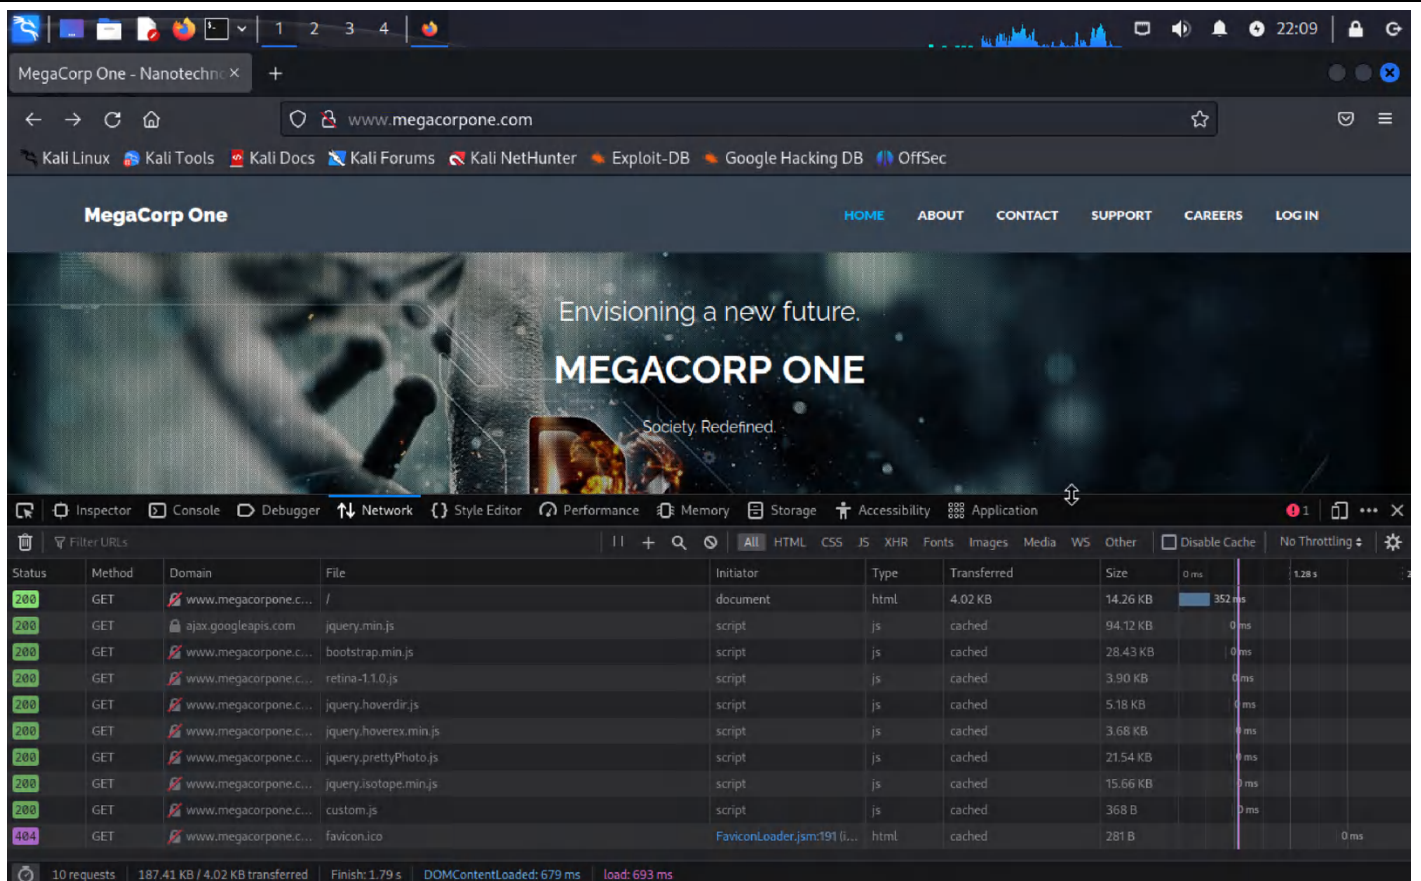 1 2 3 4 22:09
MegaCorp One - Nanotechno
www.megacorpone.com
Kali Linux Kali Tools Kali Docs Kali Forums Kali NetHunter Exploit-DB Google Hacking DB OffSec
MegaCorp One HOME ABOUT CONTACT SUPPORT CAREERS LOG IN
Envisioning a new future.
MEGACORP ONE
Society. Redefined.
Inspector Console Debugger Network Style Editor Performance Memory Storage Accessibility Application 1
Filter URLs All HTML CSS JS XHR Fonts Images Media WS Other Disable Cache No Throttling
Status Method Domain File Initiator Type Transferred Size 0 ms 1.28 s
200 GET www.megacorpone.c... / document html 4.02 KB 14.26 KB 352 ms
200 GET ajax.googleapis.com jquery.min.js script js cached 94.12 KB 0 ms
200 GET www.megacorpone.c... bootstrap.min.js script js cached 28.43 KB 0 ms
200 GET www.megacorpone.c... retina-1.1.0.js script js cached 3.90 KB 0 ms
200 GET www.megacorpone.c... jquery.hoverdir.js script js cached 5.18 KB 0 ms
200 GET www.megacorpone.c... jquery.hoverex.min.js script js cached 3.68 KB 0 ms
200 GET www.megacorpone.c... jquery.prettyPhoto.js script js cached 21.54 KB 0 ms
200 GET www.megacorpone.c... jquery.isotope.min.js script js cached 15.66 KB 0 ms
200 GET www.megacorpone.c... custom.js script js cached 368 B 0 ms
404 GET www.megacorpone.c... favicon.ico FaviconLoader.jsm:191 (i... html cached 281 B 0 ms
10 requests 187.41 KB / 4.02 KB transferred Finish: 1.79 s DOMContentLoaded: 679 ms load: 693 ms